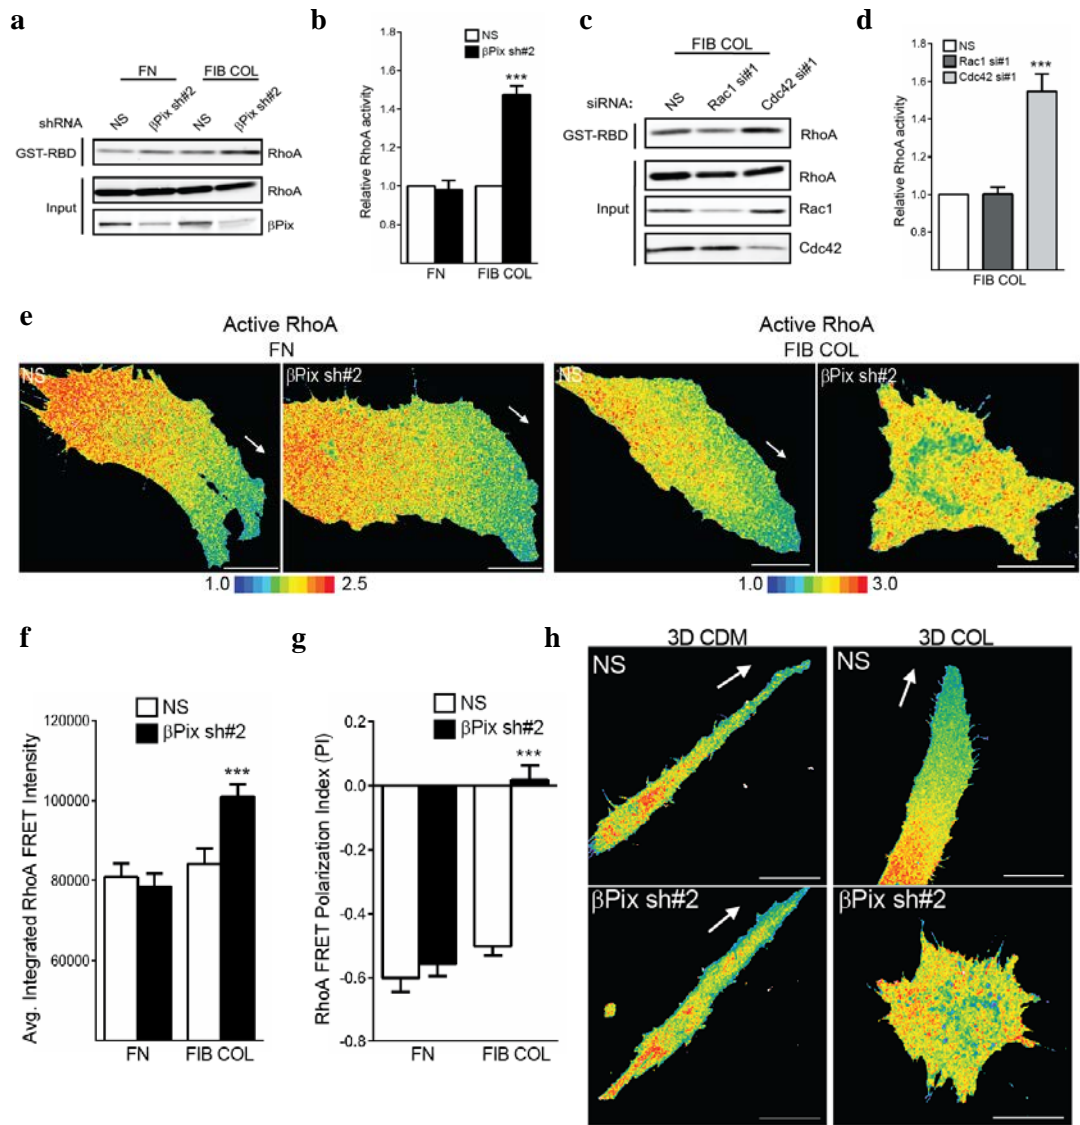 a
FN
FIB COL
shRNA
NS
βPix sh#2
NS
βPix sh#2
GST-RBD
RhoA
Input
RhoA
βPix
b
NS
βPix sh#2
Relative RhoA activity
1.8
1.6
1.4
1.2
1.0
0.8
***
FN
FIB COL
c
FIB COL
siRNA:
NS
Rac1 si#1
Cdc42 si#1
GST-RBD
RhoA
Input
RhoA
Rac1
Cdc42
d
NS
Rac1 si#1
Cdc42 si#1
Relative RhoA activity
1.8
1.6
1.4
1.2
1.0
0.8
***
FIB COL
e
Active RhoA
FN
NS
βPix sh#2
1.0
2.5
Active RhoA
FIB COL
NS
βPix sh#2
1.0
3.0
f
NS
βPix sh#2
Avg. Integrated RhoA FRET Intensity
120000
100000
80000
60000
***
FN
FIB COL
g
NS
βPix sh#2
RhoA FRET Polarization Index (PI)
0.2
0.0
-0.2
-0.4
-0.6
-0.8
***
FN
FIB COL
h
3D CDM
3D COL
NS
NS
βPix sh#2
βPix sh#2